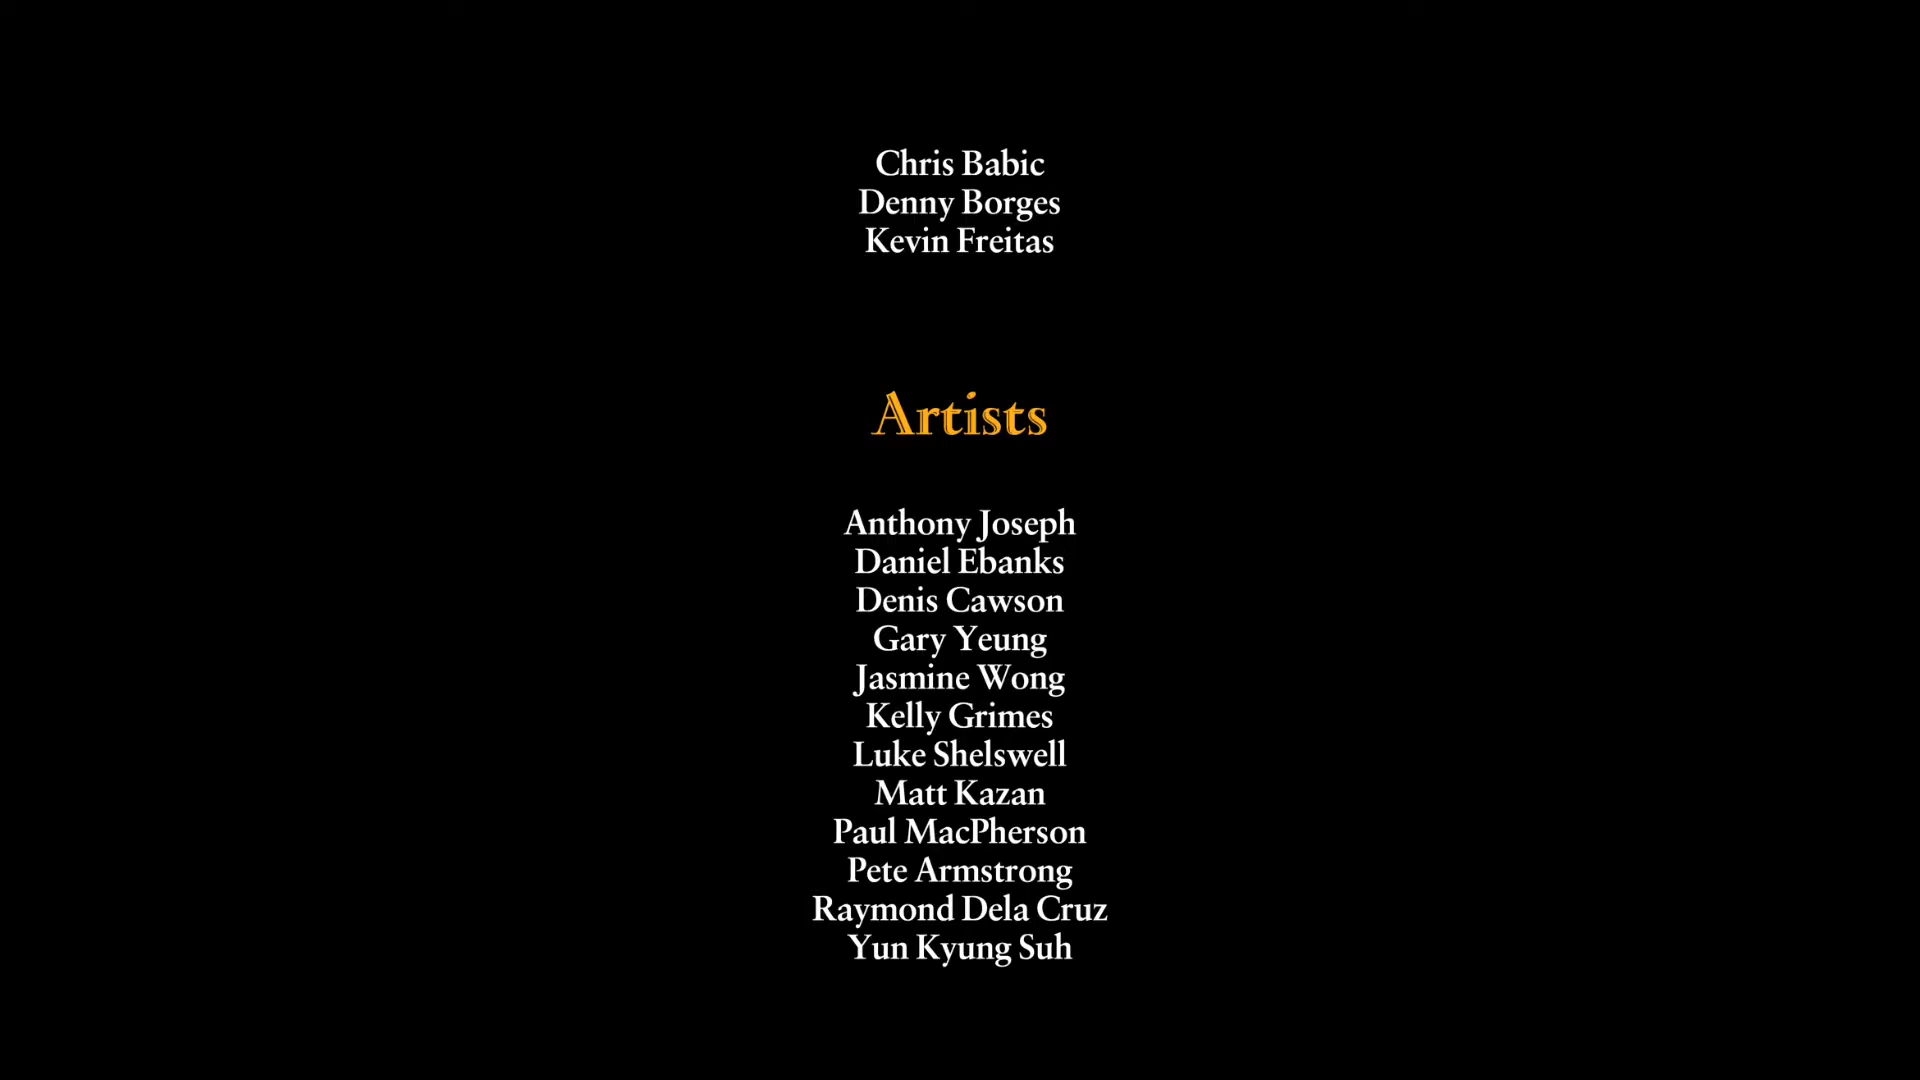 Chris Babic
Denny Borges
Kevin Freitas
Artists
Anthony Joseph
Daniel Ebanks
Denis Cawson
Gary Yeung
Jasmine Wong
Kelly Grimes
Luke Shelswell
Matt Kazan
Paul MacPherson
Pete Armstrong
Raymond Dela Cruz
Yun Kyung Suh